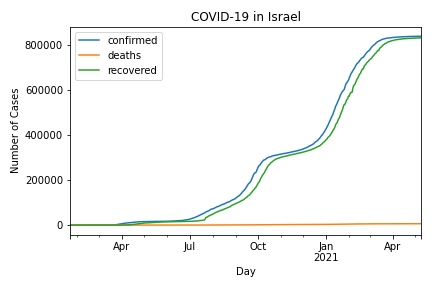 COVID-19 in Israel
confirmed
deaths
recovered
Number of Cases
800000
600000
400000
200000
0
Apr
Jul
Oct
Jan
2021
Apr
Day